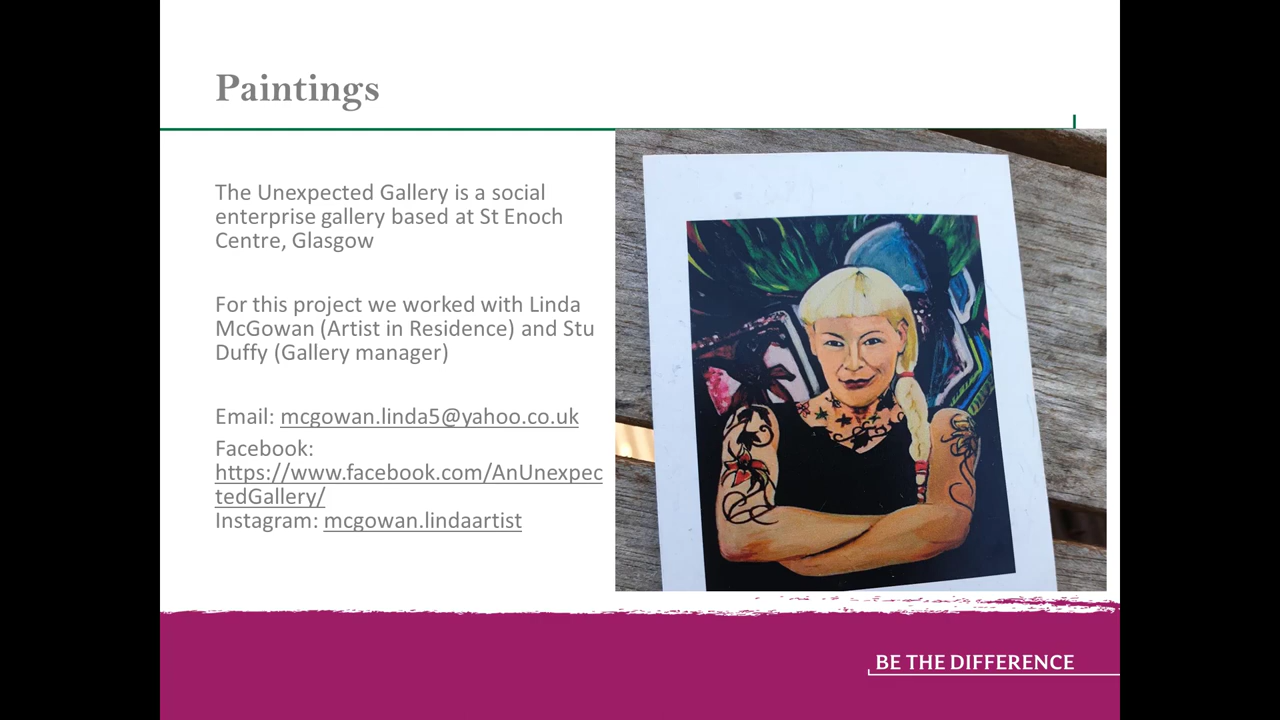 Paintings
The Unexpected Gallery is a social
enterprise gallery based at St Enoch
Centre, Glasgow
For this project we worked with Linda
McGowan (Artist in Residence) and Stu
Duffy (Gallery manager)
Email: mcgowan.linda5@yahoo.co.uk
Facebook:
https://www.facebook.com/AnUnexpec
tedGallery/
Instagram: mcgowan.lindaartist
BE THE DIFFERENCE